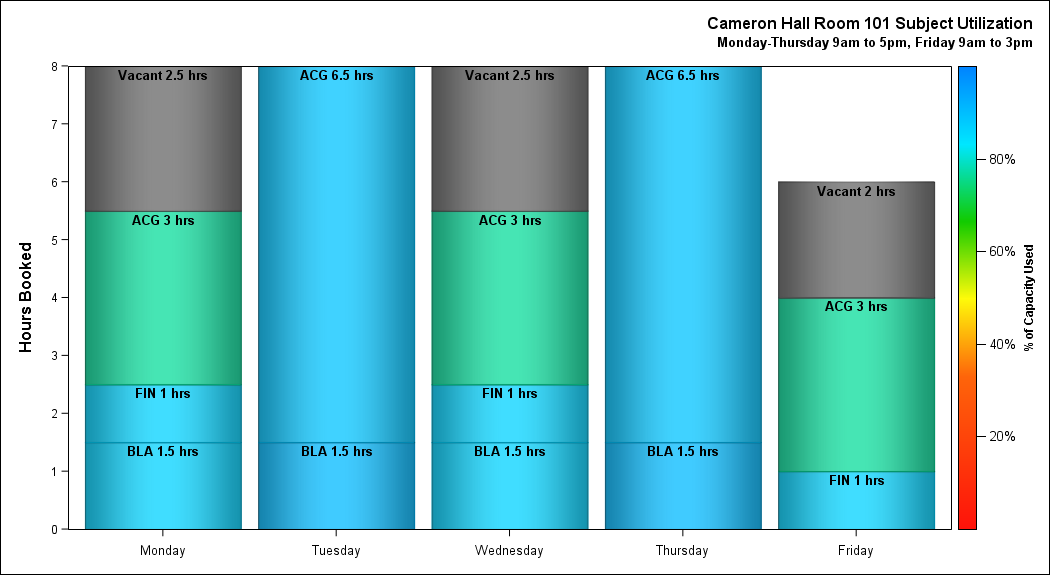 Cameron Hall Room 101 Subject Utilization
Monday-Thursday 9am to 5pm, Friday 9am to 3pm
Hours Booked
8
7
6
5
4
3
2
1
0
Vacant 2.5 hrs
ACG 3 hrs
FIN 1 hrs
BLA 1.5 hrs
ACG 6.5 hrs
BLA 1.5 hrs
Vacant 2.5 hrs
ACG 3 hrs
FIN 1 hrs
BLA 1.5 hrs
ACG 6.5 hrs
BLA 1.5 hrs
Vacant 2 hrs
ACG 3 hrs
FIN 1 hrs
Monday
Tuesday
Wednesday
Thursday
Friday
80%
60%
40%
20%
% of Capacity Used